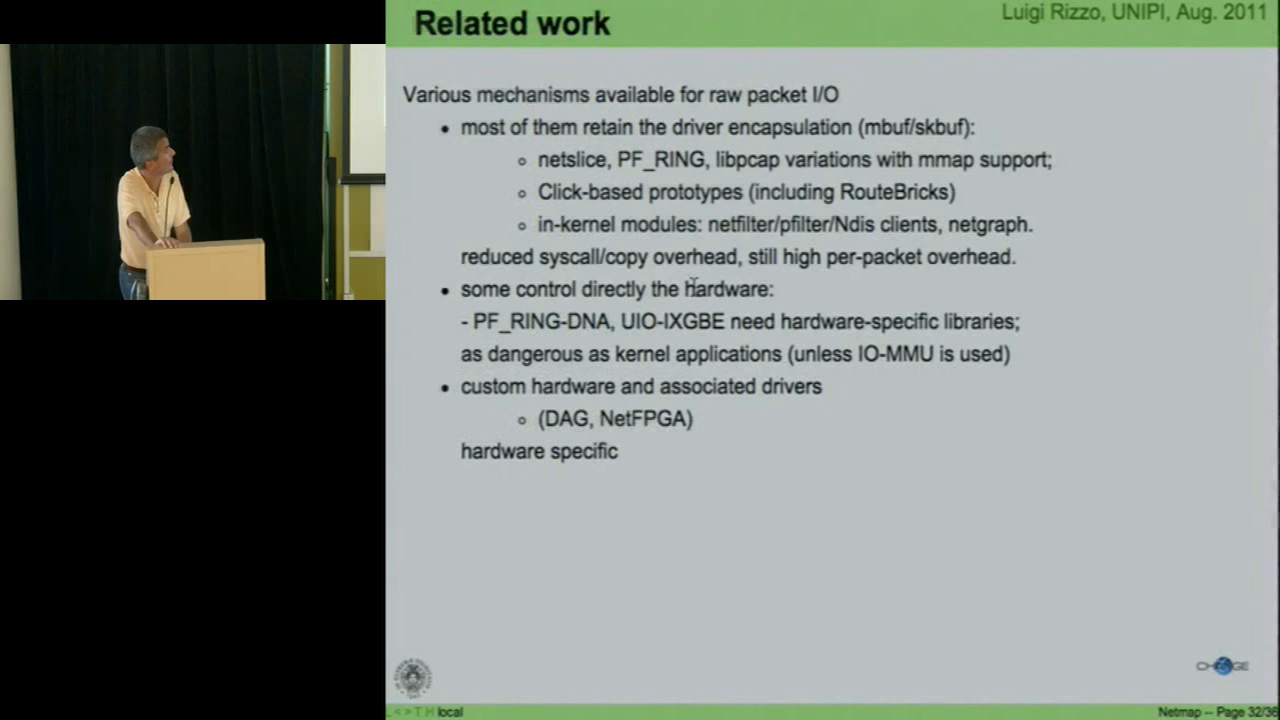 Related work
Luigi Rizzo, UNIPI, Aug. 2011
Various mechanisms available for raw packet I/O
• most of them retain the driver encapsulation (mbuf/skbuf):
◦ netslice, PF_RING, libpcap variations with mmap support;
◦ Click-based prototypes (including RouteBricks)
◦ in-kernel modules: netfilter/pfilter/Ndis clients, netgraph.
reduced syscall/copy overhead, still high per-packet overhead.
• some control directly the hardware:
- PF_RING-DNA, UIO-IXGBE need hardware-specific libraries;
as dangerous as kernel applications (unless IO-MMU is used)
• custom hardware and associated drivers
◦ (DAG, NetFPGA)
hardware specific
< > T H local
Netmap -- Page 32/36